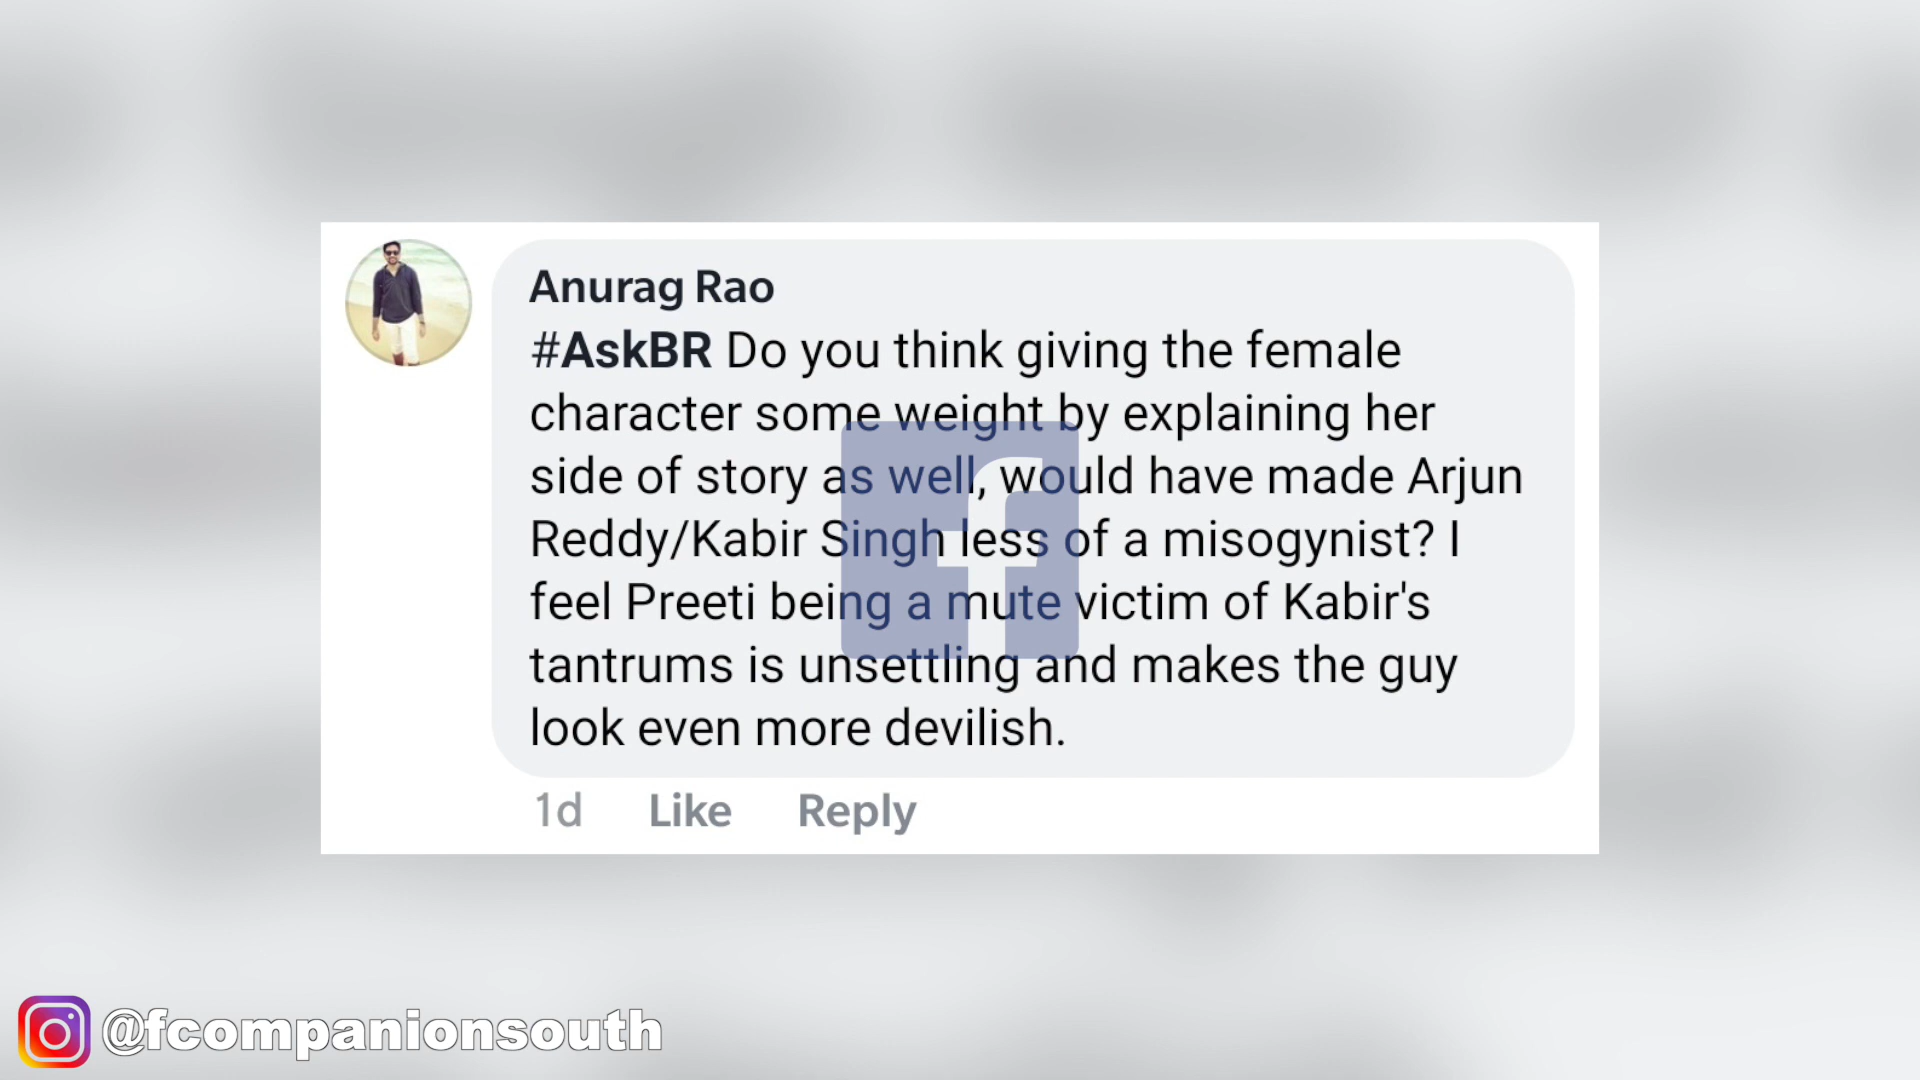 Anurag Rao
#AskBR Do you think giving the female
character some weight by explaining her
side of story as well, would have made Arjun
Reddy/Kabir Singh less of a misogynist? I
feel Preeti being a mute victim of Kabir's
tantrums is unsettling and makes the guy
look even more devilish.
1d Like Reply
@fcompanionsouth